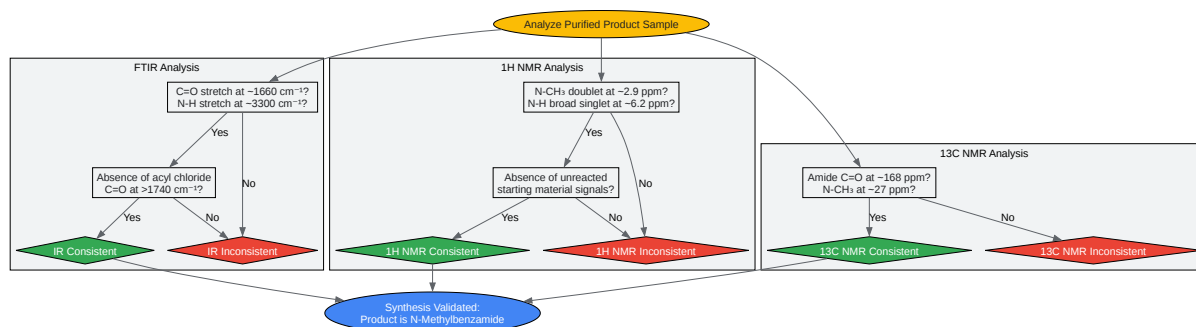 Analyze Purified Product Sample
FTIR Analysis
C=O stretch at ~1660 cm⁻¹?
N-H stretch at ~3300 cm⁻¹?
Yes
No
Absence of acyl chloride
C=O at >1740 cm⁻¹?
Yes
No
IR Consistent
IR Inconsistent
1H NMR Analysis
N-CH₃ doublet at ~2.9 ppm?
N-H broad singlet at ~6.2 ppm?
Yes
No
Absence of unreacted
starting material signals?
Yes
No
1H NMR Consistent
1H NMR Inconsistent
13C NMR Analysis
Amide C=O at ~168 ppm?
N-CH₃ at ~27 ppm?
Yes
No
13C NMR Consistent
13C NMR Inconsistent
Synthesis Validated:
Product is N-Methylbenzamide